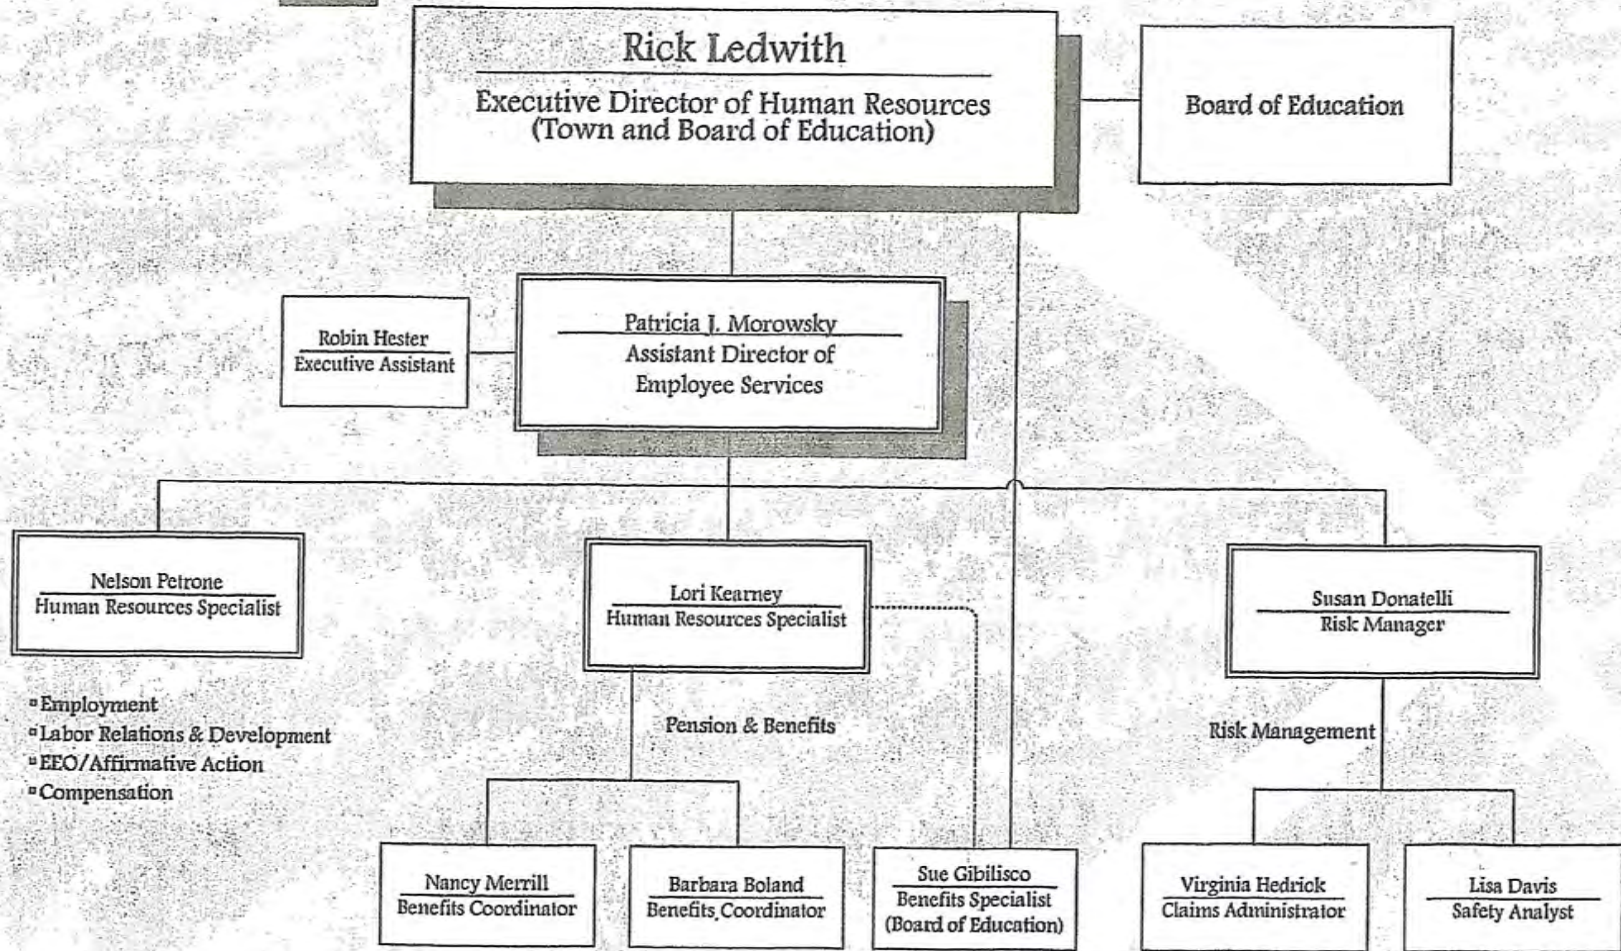 Rick Ledwith
Executive Director of Human Resources
(Town and Board of Education)
Board of Education
Robin Hester
Executive Assistant
Patricia J. Morowsky
Assistant Director of
Employee Services
Nelson Petrone
Human Resources Specialist
Lori Kearney
Human Resources Specialist
Susan Donatelli
Risk Manager
▫Employment
▫Labor Relations & Development
▫EEO/Affirmative Action
▫Compensation
Pension & Benefits
Risk Management
Nancy Merrill
Benefits Coordinator
Barbara Boland
Benefits Coordinator
Sue Gibilisco
Benefits Specialist
(Board of Education)
Virginia Hedrick
Claims Administrator
Lisa Davis
Safety Analyst